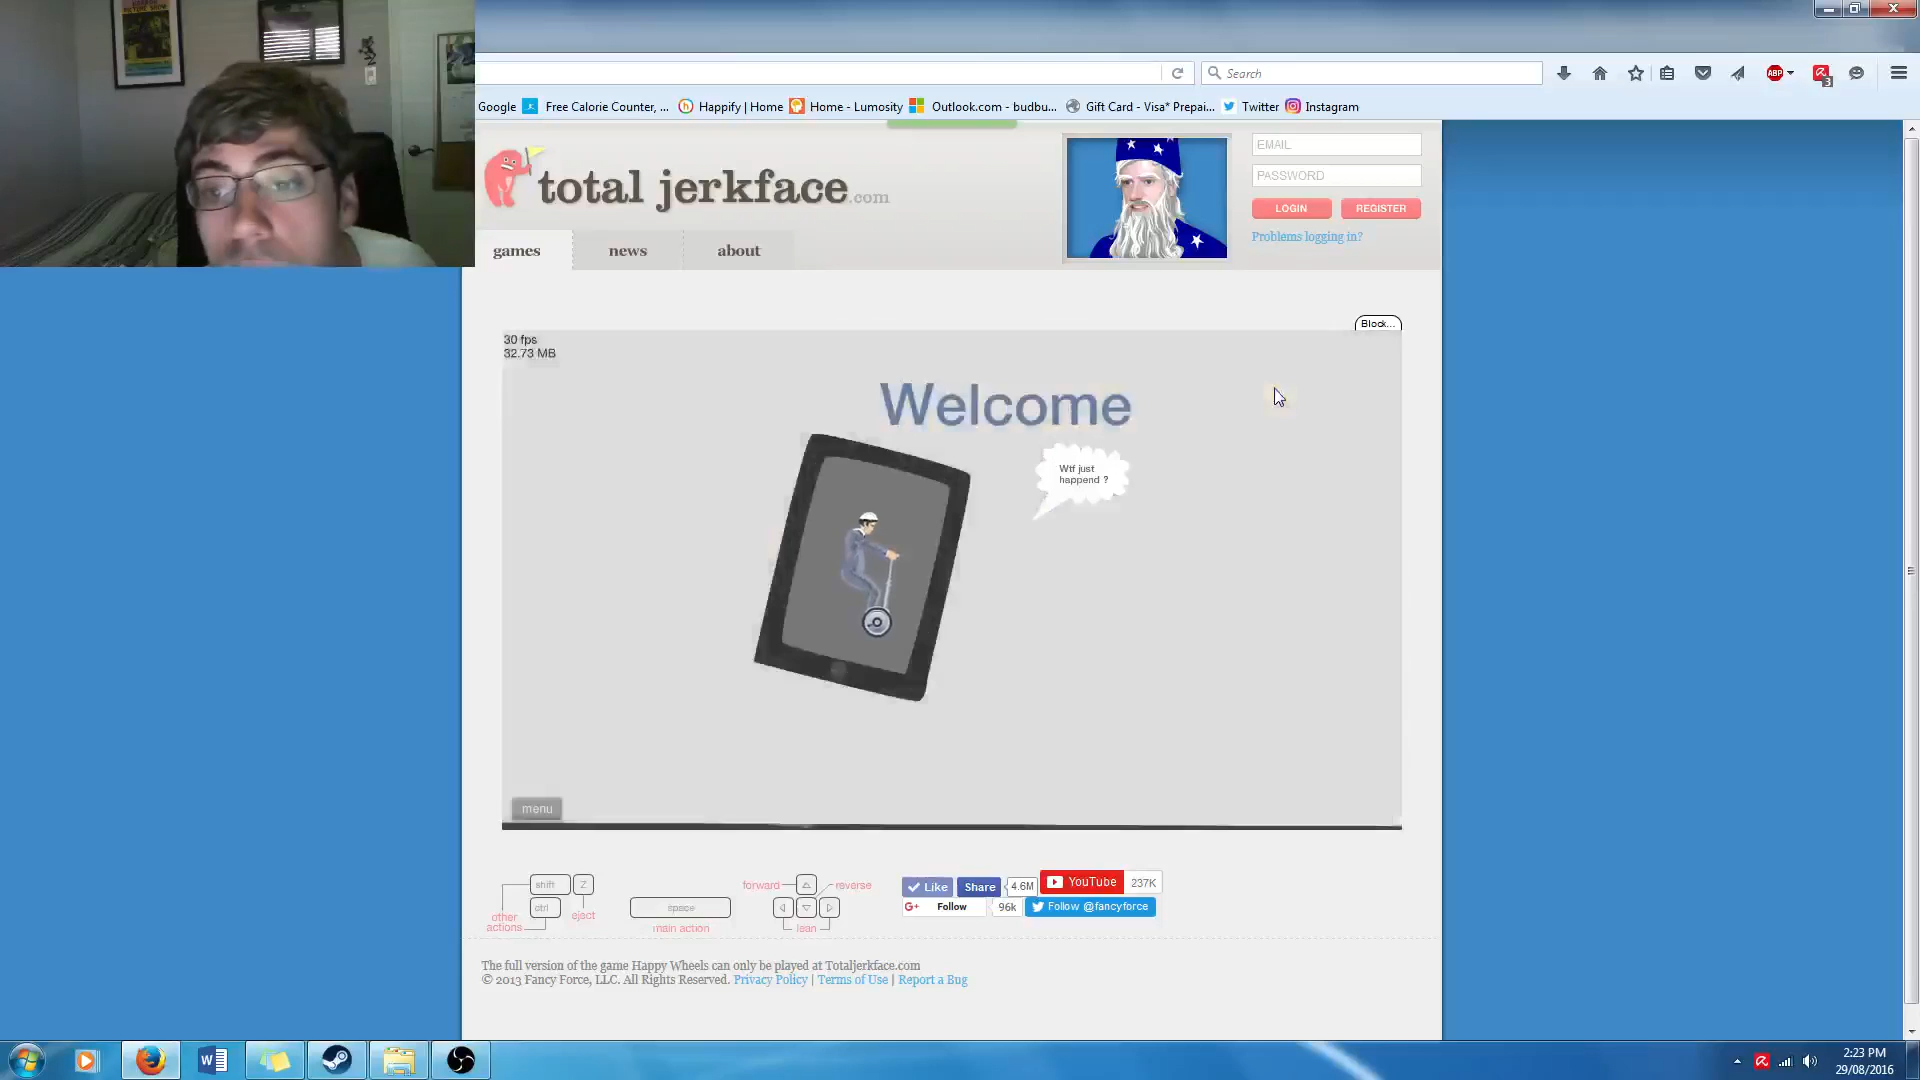 Search
ABP
3
Google
Free Calorie Counter, ...
Happify | Home
Home - Lumosity
Outlook.com - budbu...
Gift Card - Visa* Prepai...
Twitter
Instagram
total jerkface.com
EMAIL
PASSWORD
LOGIN
REGISTER
Problems logging in?
games
news
about
Block...
30 fps
32.73 MB
Welcome
Wtf just
happend ?
menu
shift
Z
ctrl
other
actions
eject
space
main action
forward
reverse
lean
Like
Share
4.6M
YouTube
237K
G+
Follow
96k
Follow @fancyforce
The full version of the game Happy Wheels can only be played at Totaljerkface.com
© 2013 Fancy Force, LLC. All Rights Reserved. Privacy Policy | Terms of Use | Report a Bug
2:23 PM
29/08/2016